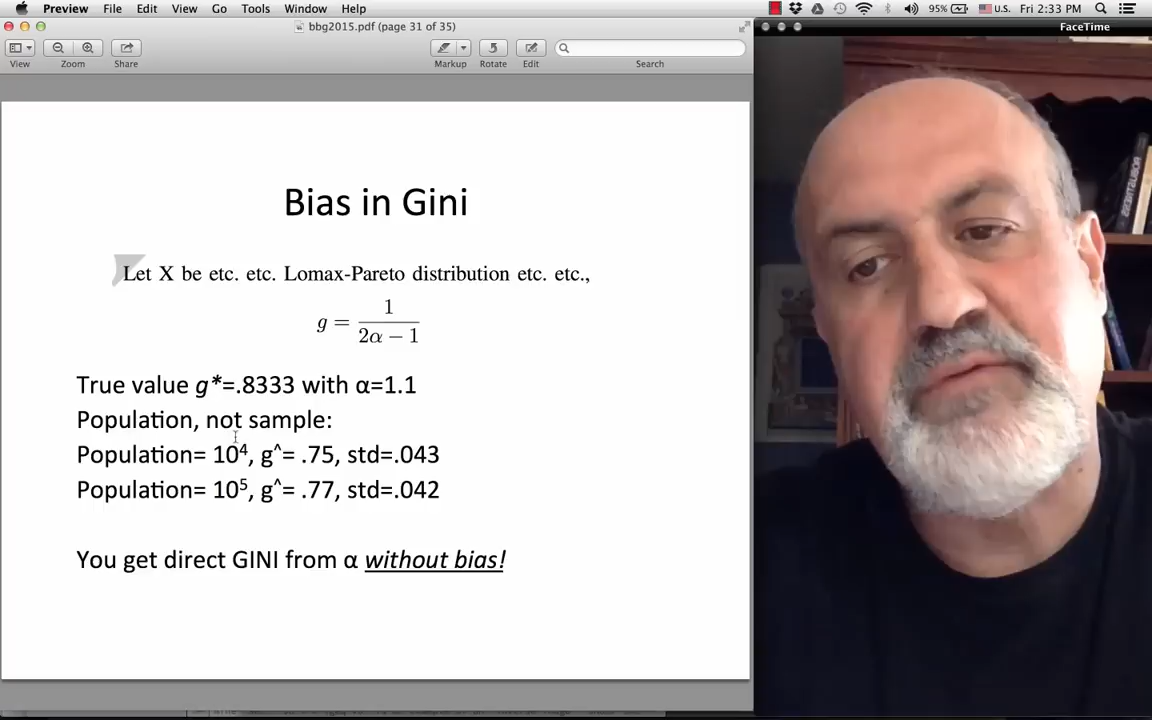 Preview File Edit View Go Tools Window Help 95% U.S. Fri 2:33 PM
bbg2015.pdf (page 31 of 35)
FaceTime
View Zoom Share Markup Rotate Edit Search
Bias in Gini
Let X be etc. etc. Lomax-Pareto distribution etc. etc.,
g = 1 / (2α − 1)
True value g*=.8333 with α=1.1
Population, not sample:
Population= 10⁴, g^= .75, std=.043
Population= 10⁵, g^= .77, std=.042
You get direct GINI from α without bias!